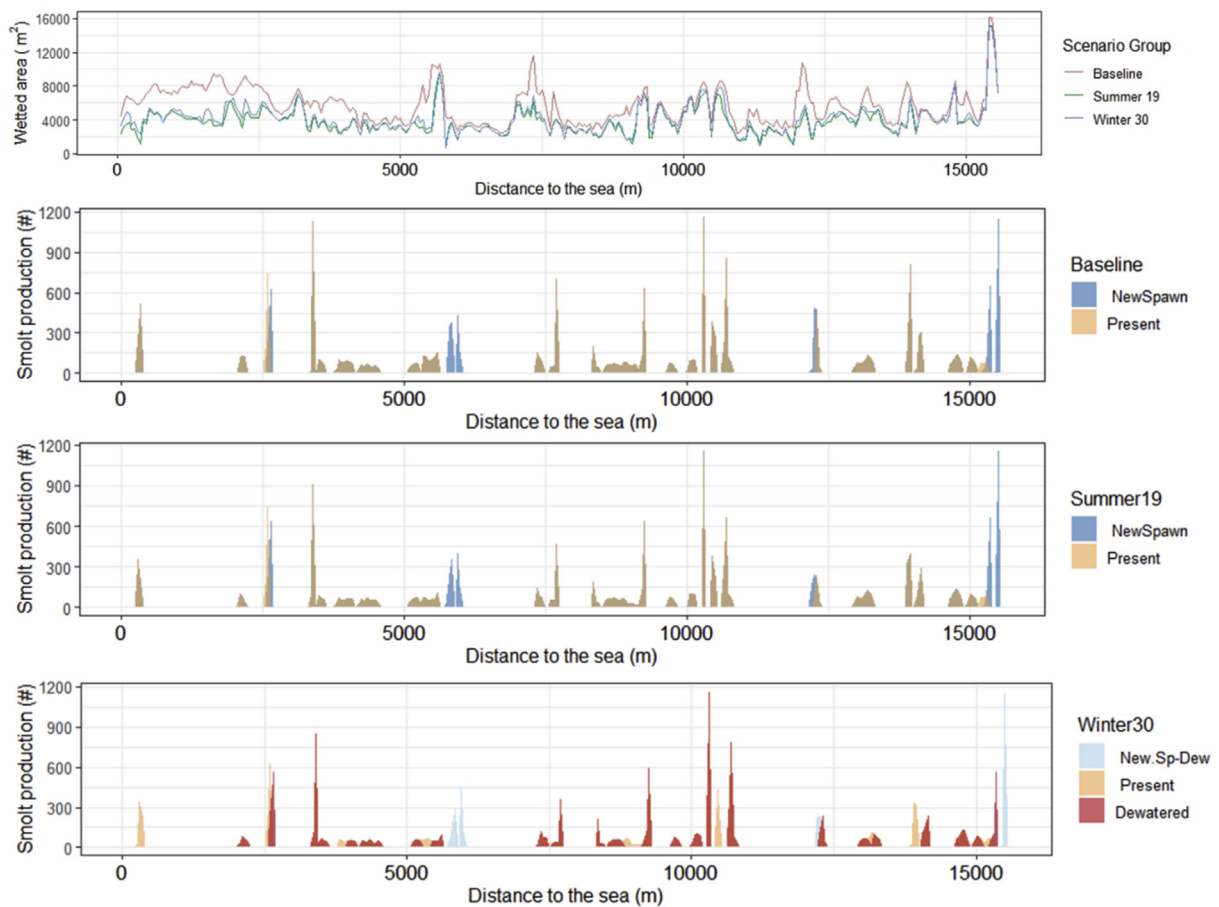 Wetted area ( m²)
16000
12000
8000
4000
0
0 5000 10000 15000
Disctance to the sea (m)
Scenario Group
Baseline
Summer 19
Winter 30
Smolt production (#)
1200
900
600
300
0
0 5000 10000 15000
Distance to the sea (m)
Baseline
NewSpawn
Present
Smolt production (#)
1200
900
600
300
0
0 5000 10000 15000
Distance to the sea (m)
Summer19
NewSpawn
Present
Smolt production (#)
1200
900
600
300
0
0 5000 10000 15000
Distance to the sea (m)
Winter30
New.Sp-Dew
Present
Dewatered